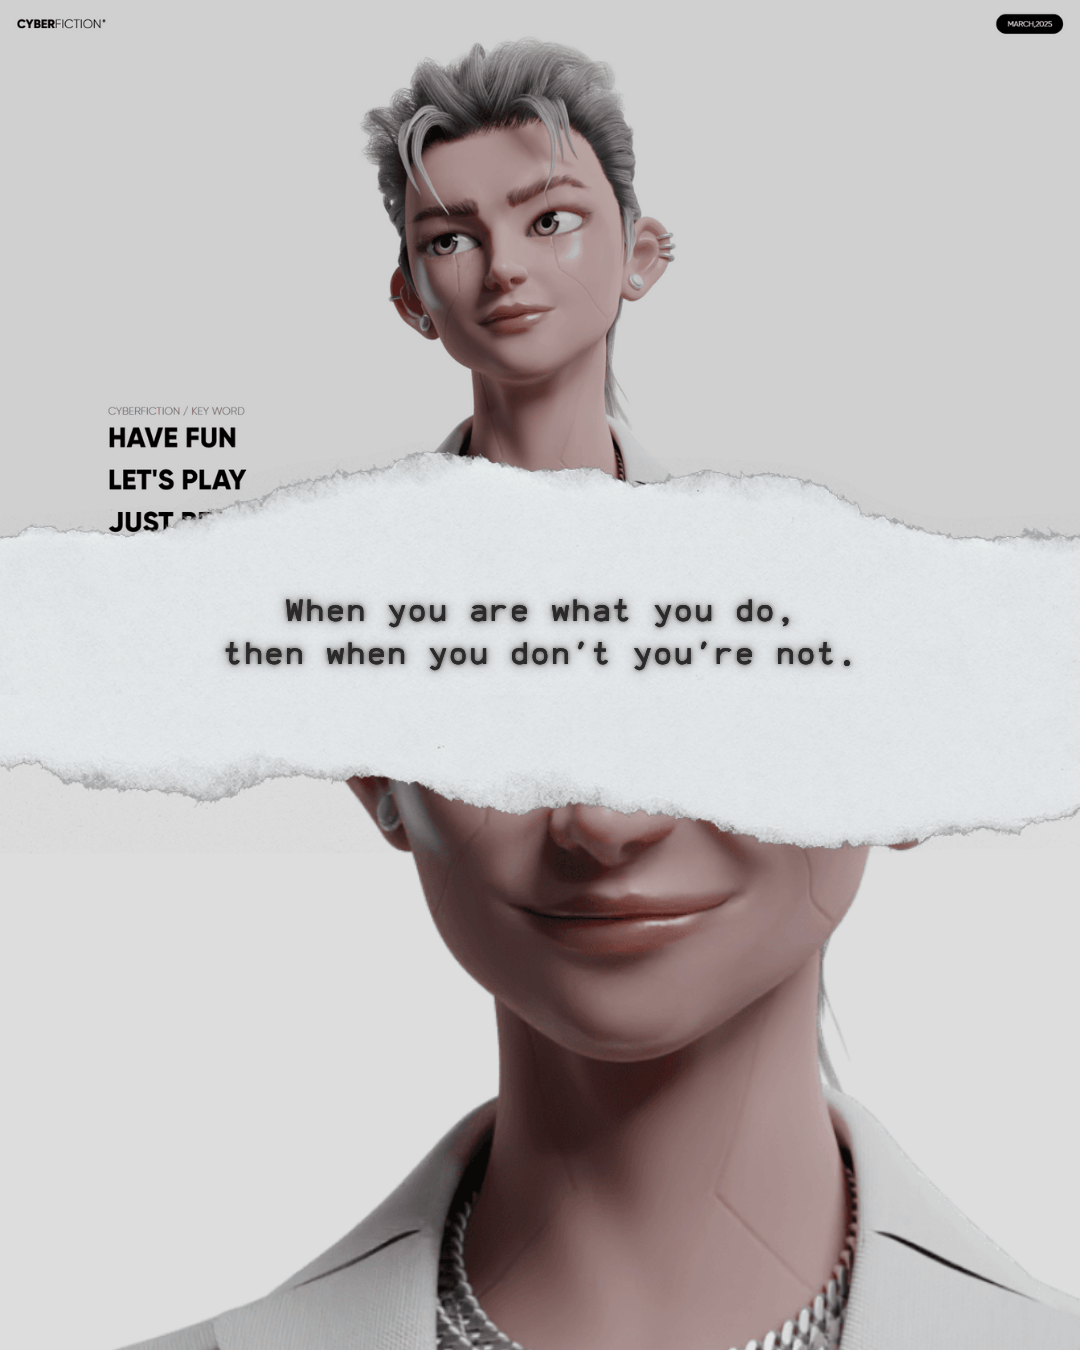 CYBERFICTION*
MARCH,2025
CYBERFICTION / KEY WORD
HAVE FUN
LET'S PLAY
JUST
When you are what you do,
then when you don't you're not.